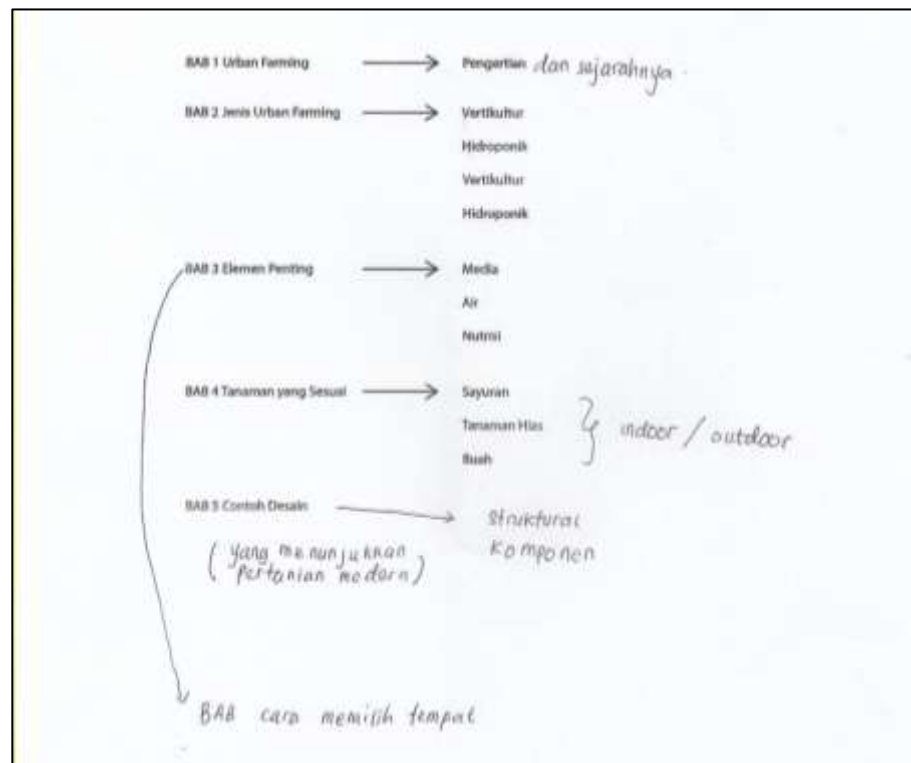 BAB 1 Urban Farming Pengertian dan sejarahnya.
BAB 2 Jenis Urban Farming Vertikultur
Hidroponik
Vertikultur
Hidroponik
BAB 3 Elemen Penting Media
Air
Nutrisi
BAB 4 Tanaman yang Sesuai Sayuran
Tanaman Hias
Buah
indoor / outdoor
BAB 5 Contoh Desain struktural
komponen
(yang menunjukkan
pertanian modern)
BAB cara memilih tempat